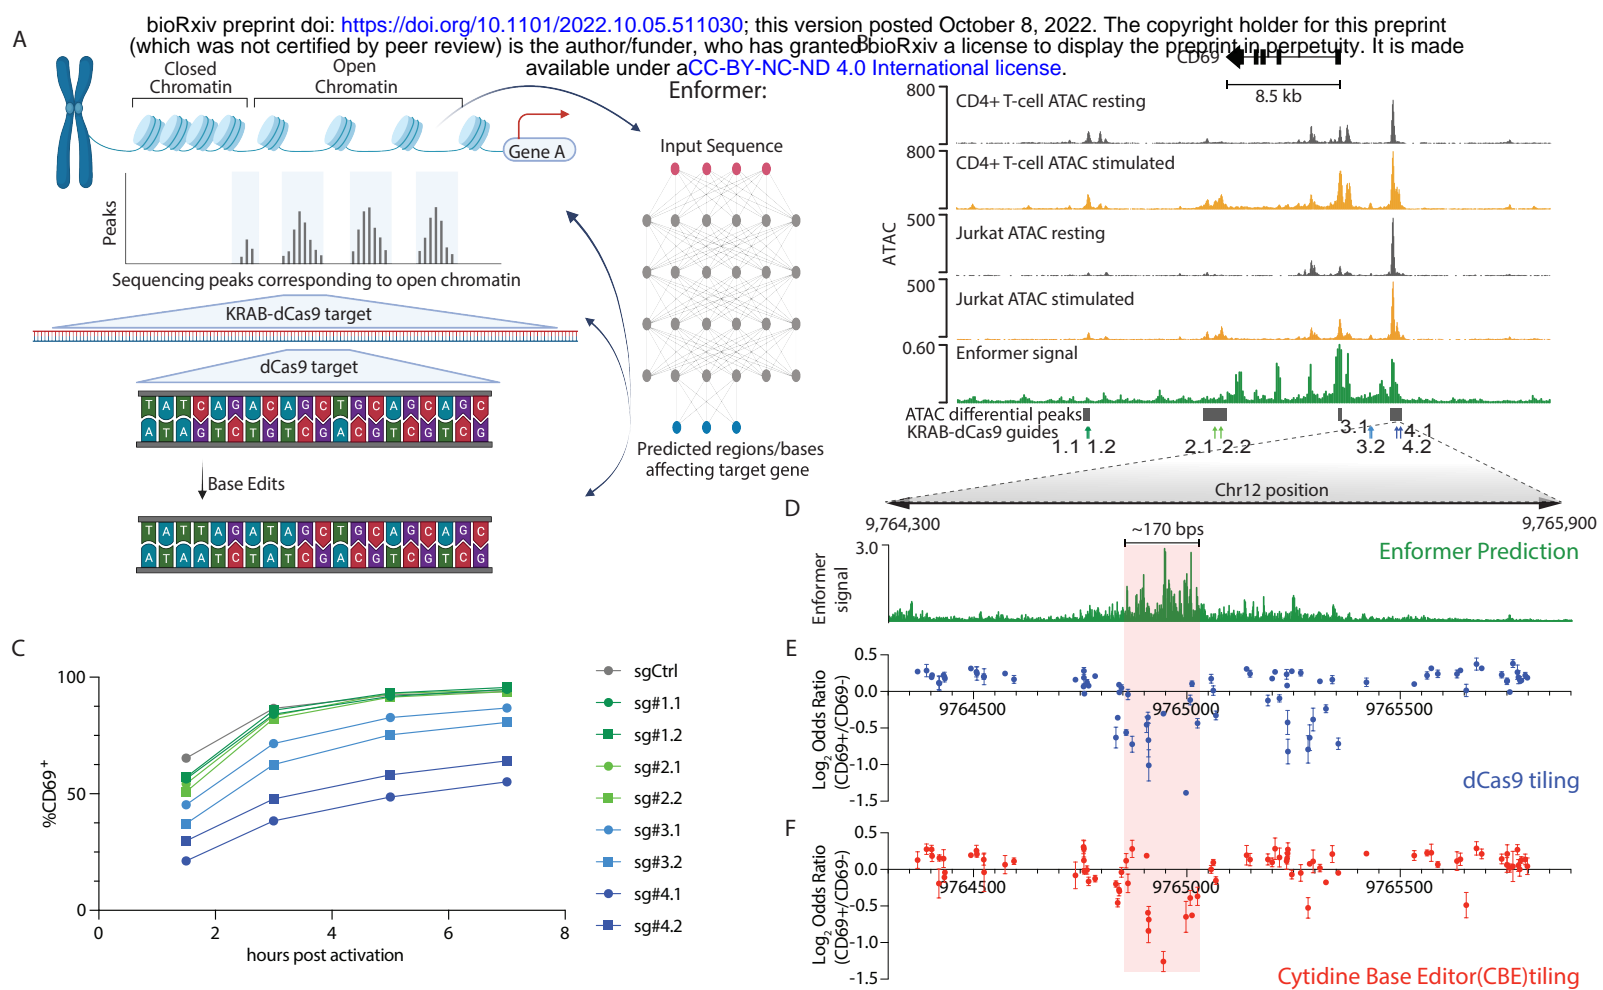 bioRxiv preprint doi: https://doi.org/10.1101/2022.10.05.511030; this version posted October 8, 2022. The copyright holder for this preprint
(which was not certified by peer review) is the author/funder, who has granted bioRxiv a license to display the preprint in perpetuity. It is made
available under aCC-BY-NC-ND 4.0 International license.
A
Closed
Chromatin
Open
Chromatin
Gene A
Peaks
Sequencing peaks corresponding to open chromatin
KRAB-dCas9 target
dCas9 target
T A T C A G A C A G C T G C A G C A G C
A T A G T C T G T C G A C G T C G T C G
Base Edits
T A T T A G A T A G C T G C A G C A G C
A T A A T C T A T C G A C G T C G T C G
Enformer:
Input Sequence
Predicted regions/bases
affecting target gene
B
CD69
8.5 kb
ATAC
800
CD4+ T-cell ATAC resting
800
CD4+ T-cell ATAC stimulated
500
Jurkat ATAC resting
500
Jurkat ATAC stimulated
0.60
Enformer signal
ATAC differential peaks
KRAB-dCas9 guides
1.1 1.2
2.1 2.2
3.1
3.2
4.1
4.2
C
%CD69+
100
50
0
0 2 4 6 8
hours post activation
sgCtrl
sg#1.1
sg#1.2
sg#2.1
sg#2.2
sg#3.1
sg#3.2
sg#4.1
sg#4.2
D
Chr12 position
9,764,300
9,765,900
~170 bps
3.0
Enformer
signal
Enformer Prediction
E
Log2 Odds Ratio
(CD69+/CD69-)
0.5
0.0
-0.5
-1.0
-1.5
9764500 9765000 9765500
dCas9 tiling
F
Log2 Odds Ratio
(CD69+/CD69-)
0.5
0.0
-0.5
-1.0
-1.5
9764500 9765000 9765500
Cytidine Base Editor(CBE)tiling